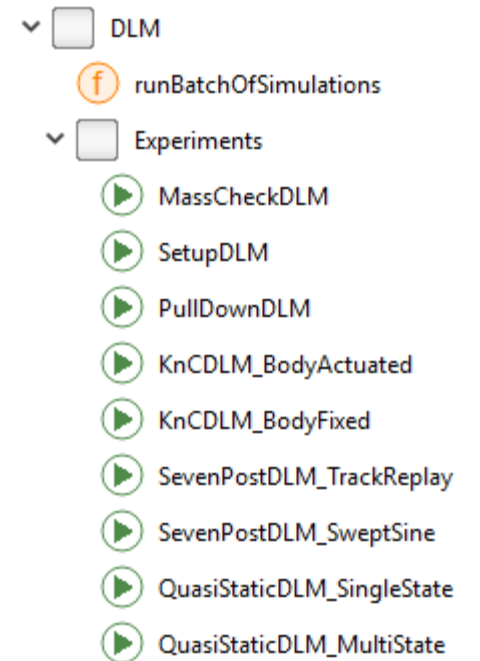 DLM
f runBatchOfSimulations
Experiments
MassCheckDLM
SetupDLM
PullDownDLM
KnCDLM_BodyActuated
KnCDLM_BodyFixed
SevenPostDLM_TrackReplay
SevenPostDLM_SweptSine
QuasiStaticDLM_SingleState
QuasiStaticDLM_MultiState